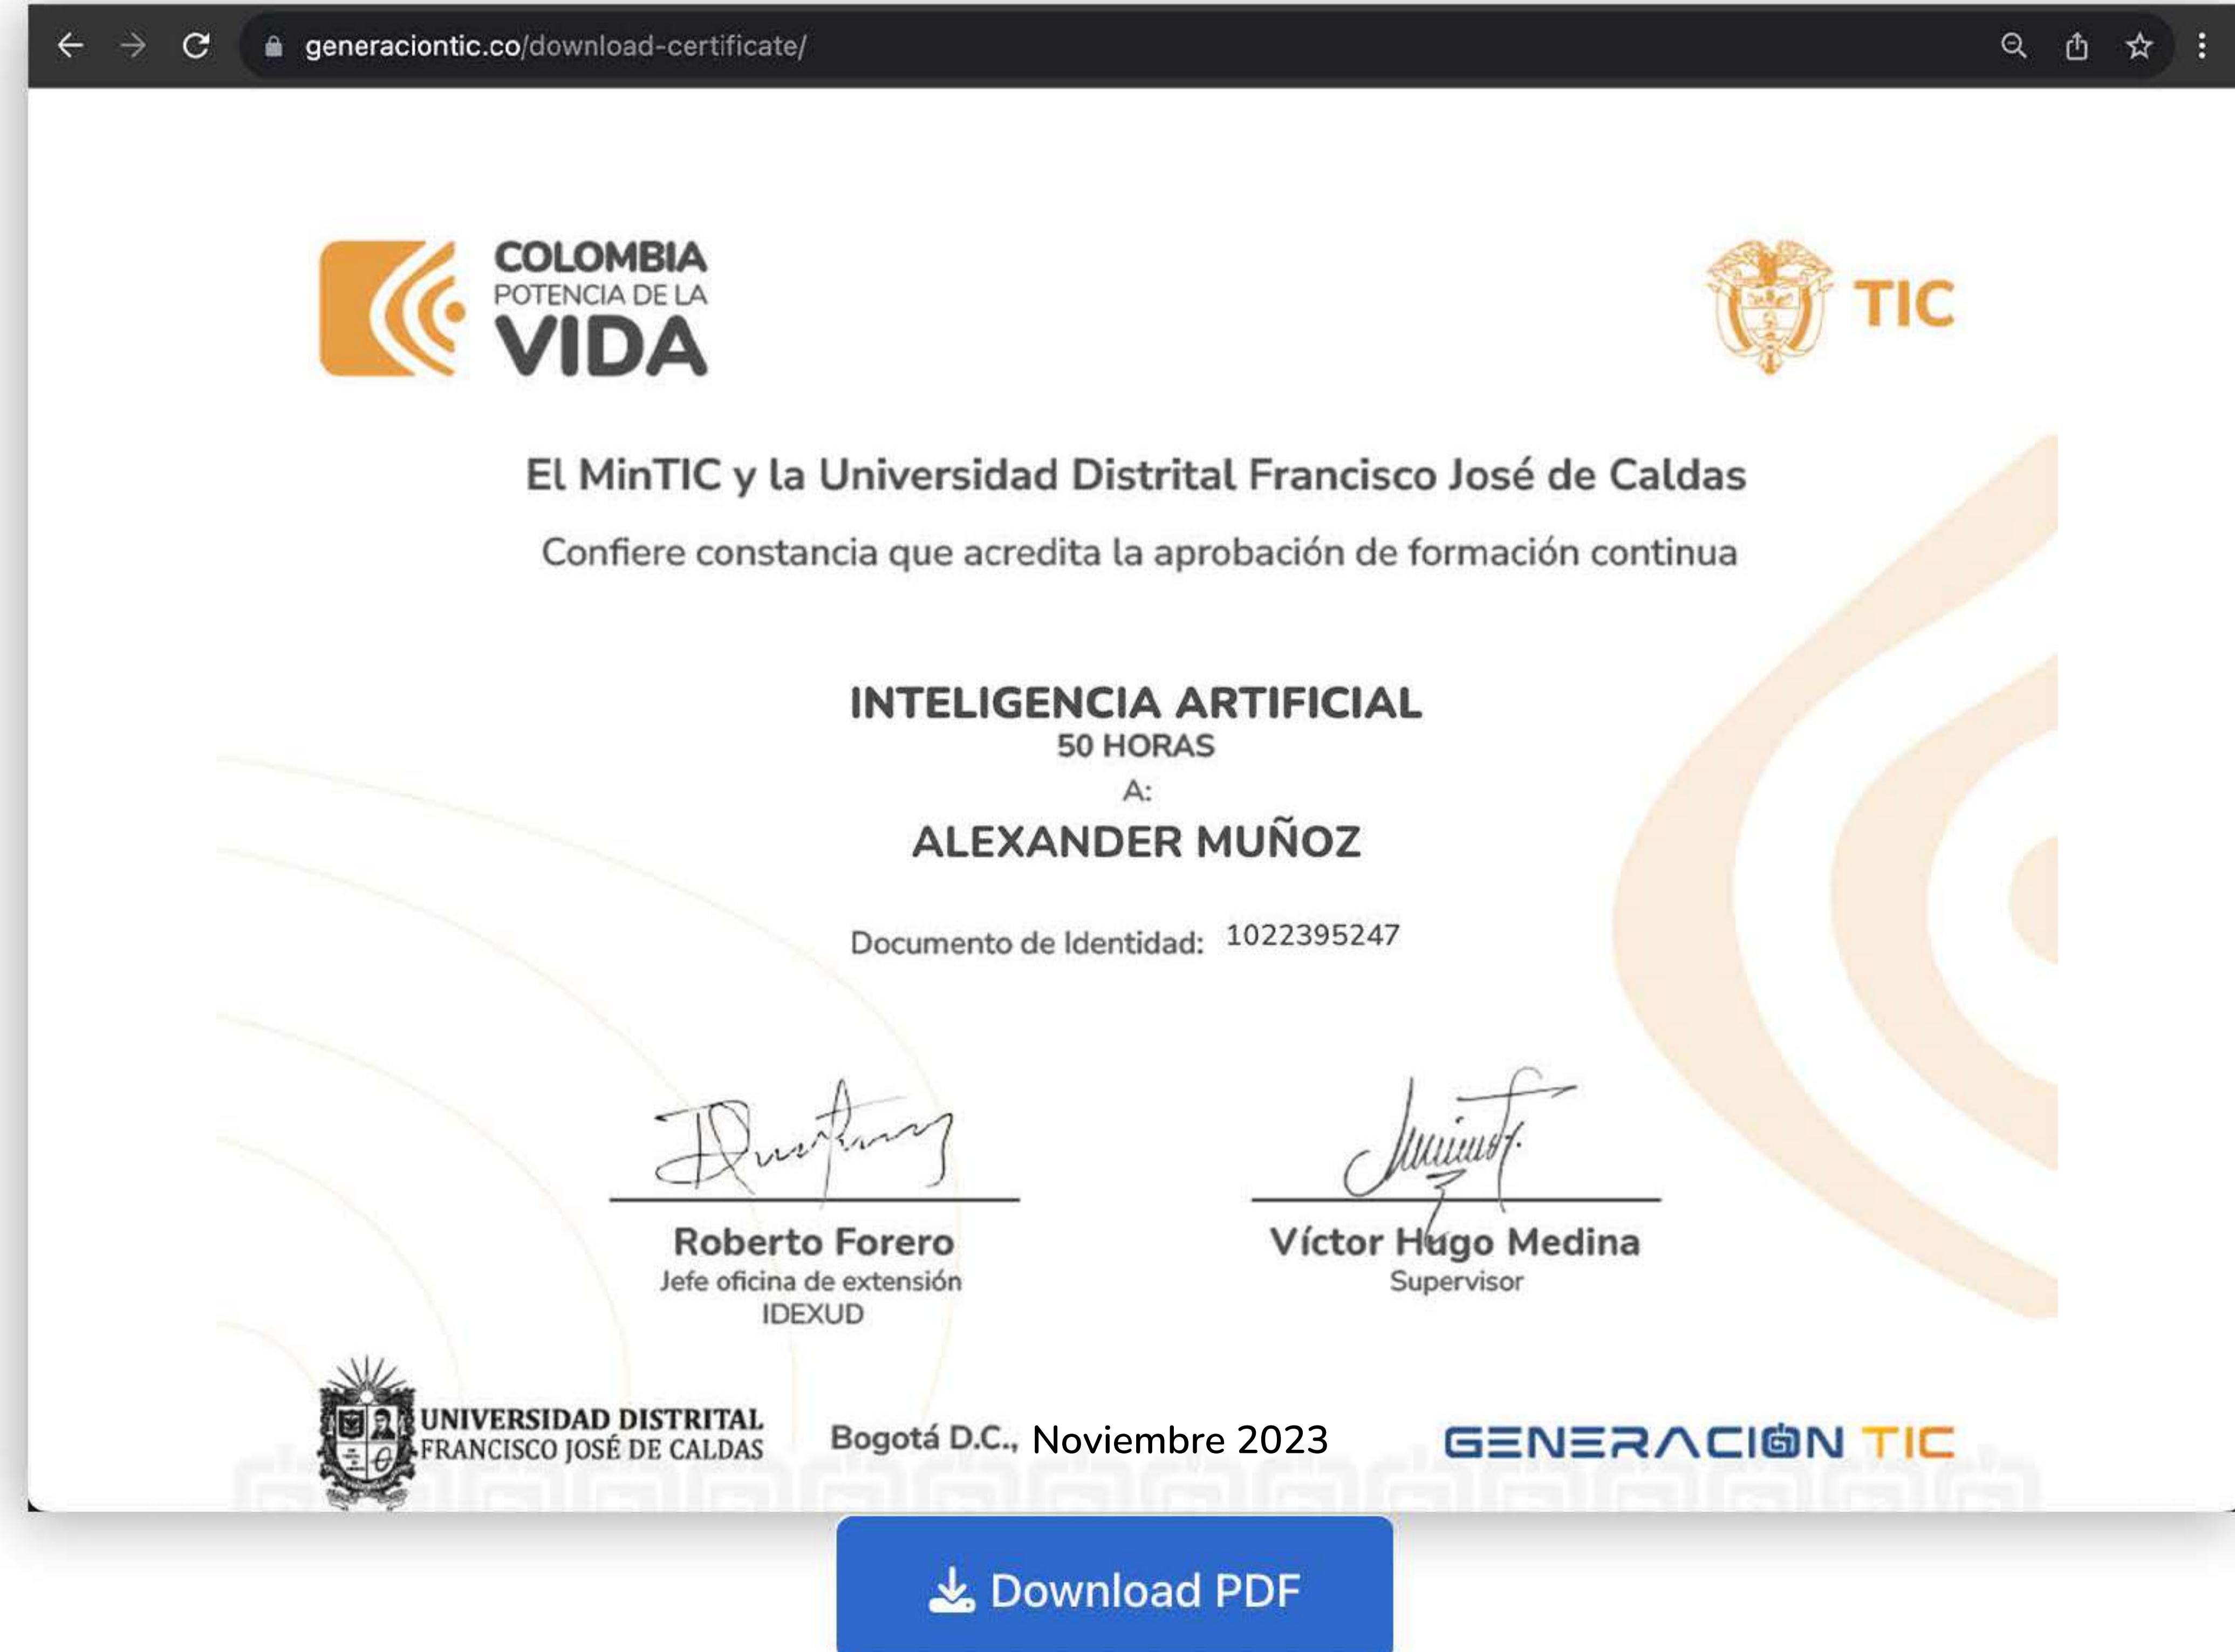 generaciontic.co/download-certificate/
COLOMBIA
POTENCIA DE LA
VIDA
TIC
El MinTIC y la Universidad Distrital Francisco José de Caldas
Confiere constancia que acredita la aprobación de formación continua
INTELIGENCIA ARTIFICIAL
50 HORAS
A:
ALEXANDER MUÑOZ
Documento de Identidad: 1022395247
Roberto Forero
Jefe oficina de extensión
IDEXUD
Víctor Hugo Medina
Supervisor
UNIVERSIDAD DISTRITAL
FRANCISCO JOSÉ DE CALDAS
Bogotá D.C., Noviembre 2023
GENERACIÓN TIC
Download PDF